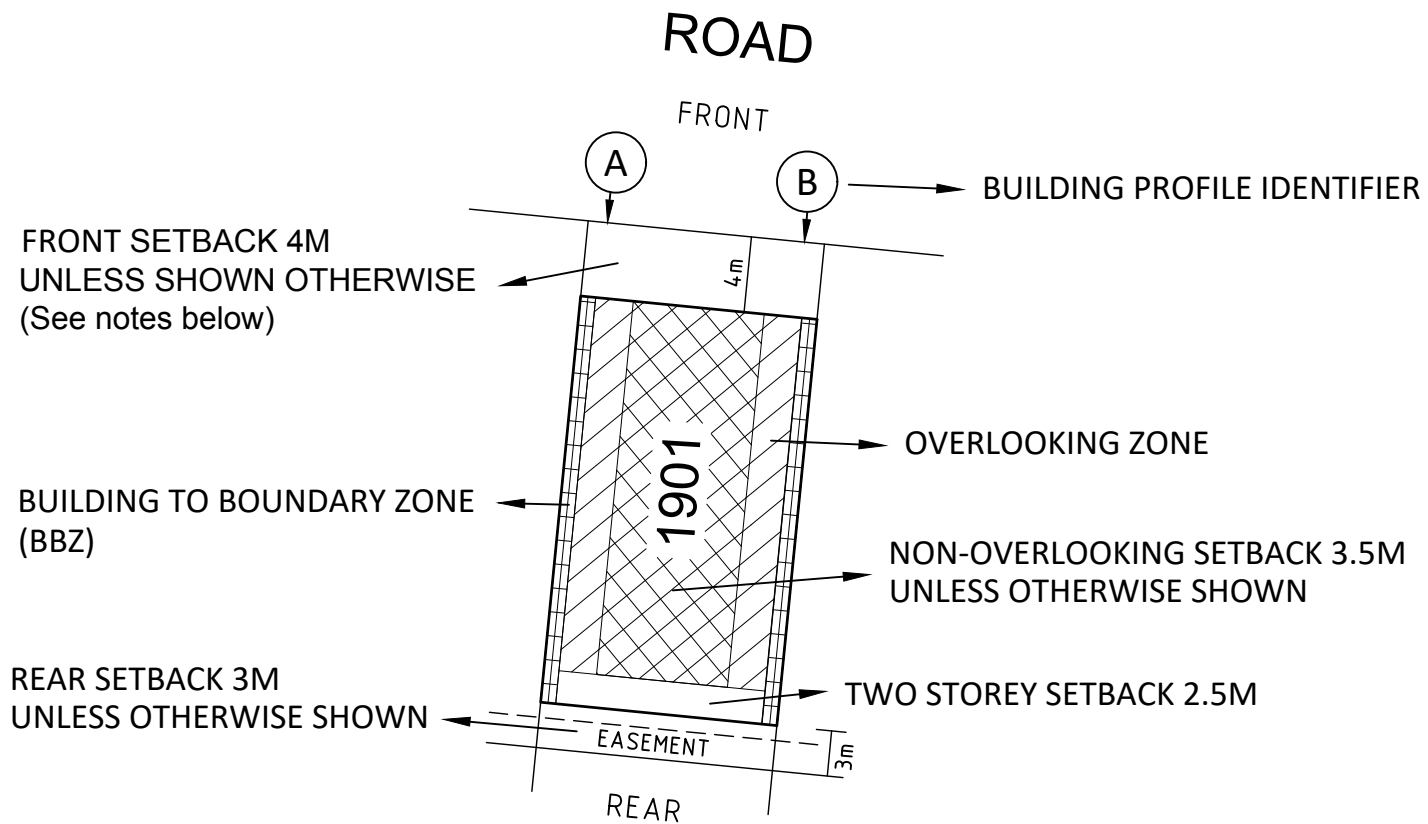 ROAD
FRONT
A
B
BUILDING PROFILE IDENTIFIER
FRONT SETBACK 4M
UNLESS SHOWN OTHERWISE
(See notes below)
4m
OVERLOOKING ZONE
1901
BUILDING TO BOUNDARY ZONE
(BBZ)
NON-OVERLOOKING SETBACK 3.5M
UNLESS OTHERWISE SHOWN
REAR SETBACK 3M
UNLESS OTHERWISE SHOWN
TWO STOREY SETBACK 2.5M
EASEMENT
3m
REAR